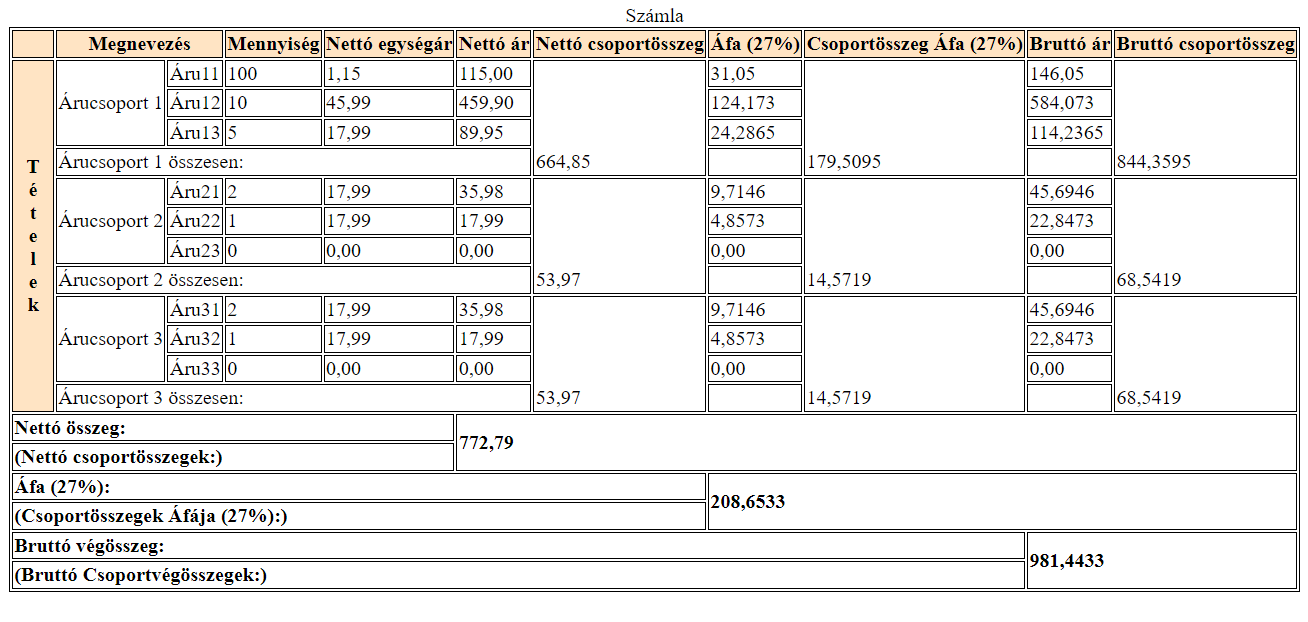 Számla
Megnevezés Mennyiség Nettó egységár Nettó ár Nettó csoportösszeg Áfa (27%) Csoportösszeg Áfa (27%) Bruttó ár Bruttó csoportösszeg
T
é
t
e
l
e
k
Árucsoport 1
Áru11 100 1,15 115,00 31,05 146,05
Áru12 10 45,99 459,90 124,173 584,073
Áru13 5 17,99 89,95 24,2865 114,2365
Árucsoport 1 összesen: 664,85 179,5095 844,3595
Árucsoport 2
Áru21 2 17,99 35,98 9,7146 45,6946
Áru22 1 17,99 17,99 4,8573 22,8473
Áru23 0 0,00 0,00 0,00 0,00
Árucsoport 2 összesen: 53,97 14,5719 68,5419
Árucsoport 3
Áru31 2 17,99 35,98 9,7146 45,6946
Áru32 1 17,99 17,99 4,8573 22,8473
Áru33 0 0,00 0,00 0,00 0,00
Árucsoport 3 összesen: 53,97 14,5719 68,5419
Nettó összeg:
(Nettó csoportösszegek:)
772,79
Áfa (27%):
(Csoportösszegek Áfája (27%):)
208,6533
Bruttó végösszeg:
(Bruttó Csoportvégösszegek:)
981,4433